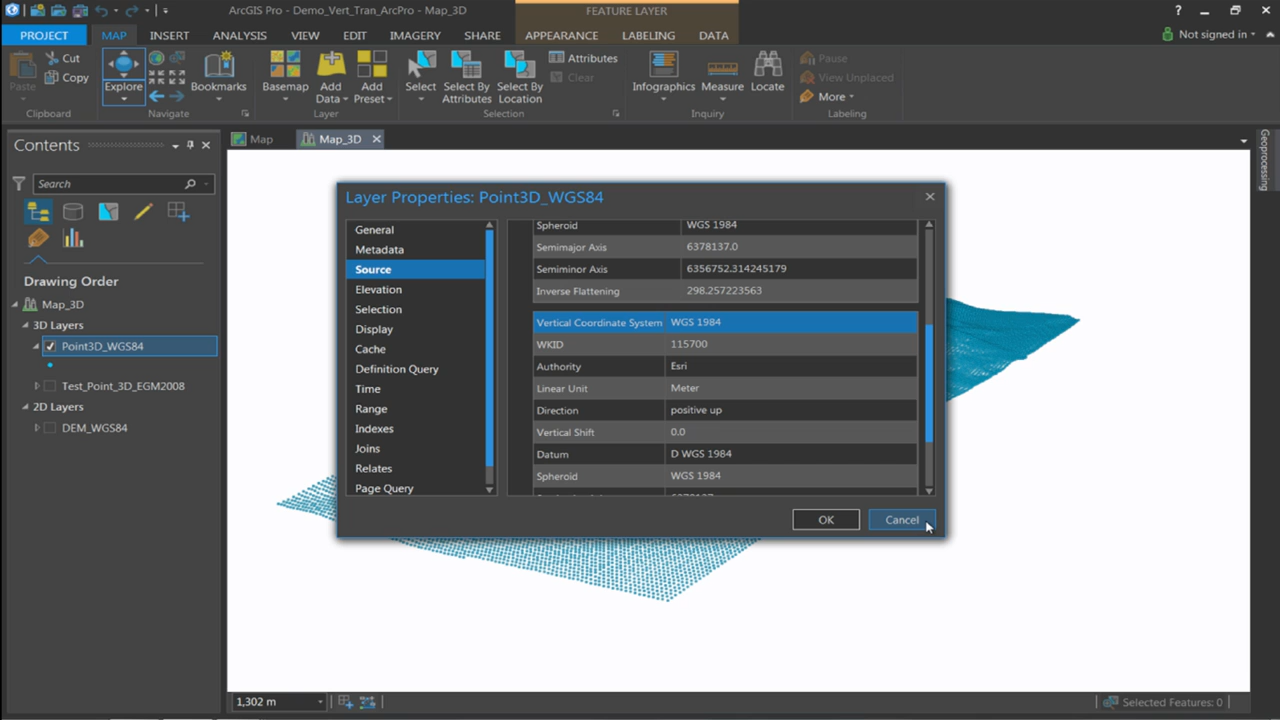 ArcGIS Pro - Demo_Vert_Tran_ArcPro - Map_3D
FEATURE LAYER
?
PROJECT MAP INSERT ANALYSIS VIEW EDIT IMAGERY SHARE APPEARANCE LABELING DATA
Not signed in
Paste
Cut
Copy
Clipboard
Explore
Navigate
Bookmarks
Basemap
Add Data
Add Preset
Layer
Select
Select By Attributes
Select By Location
Attributes
Clear
Selection
Infographics
Measure
Locate
Inquiry
Pause
View Unplaced
More
Labeling
Contents
Search
Drawing Order
Map_3D
3D Layers
Point3D_WGS84
Test_Point_3D_EGM2008
2D Layers
DEM_WGS84
Map
Map_3D
Geoprocessing
Layer Properties: Point3D_WGS84
General
Metadata
Source
Elevation
Selection
Display
Cache
Definition Query
Time
Range
Indexes
Joins
Relates
Page Query
Spheroid WGS 1984
Semimajor Axis 6378137.0
Semiminor Axis 6356752.314245179
Inverse Flattening 298.257223563
Vertical Coordinate System WGS 1984
WKID 115700
Authority Esri
Linear Unit Meter
Direction positive up
Vertical Shift 0.0
Datum D WGS 1984
Spheroid WGS 1984
OK
Cancel
1,302 m
Selected Features: 0